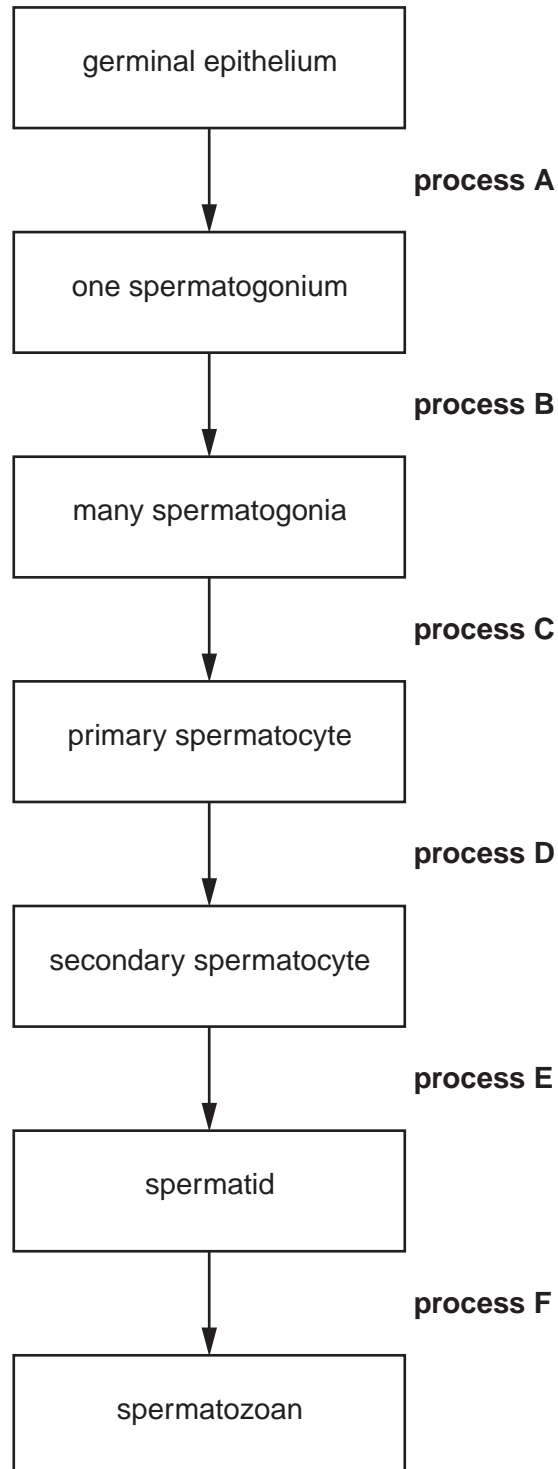 germinal epithelium
process A
one spermatogonium
process B
many spermatogonia
process C
primary spermatocyte
process D
secondary spermatocyte
process E
spermatid
process F
spermatozoan